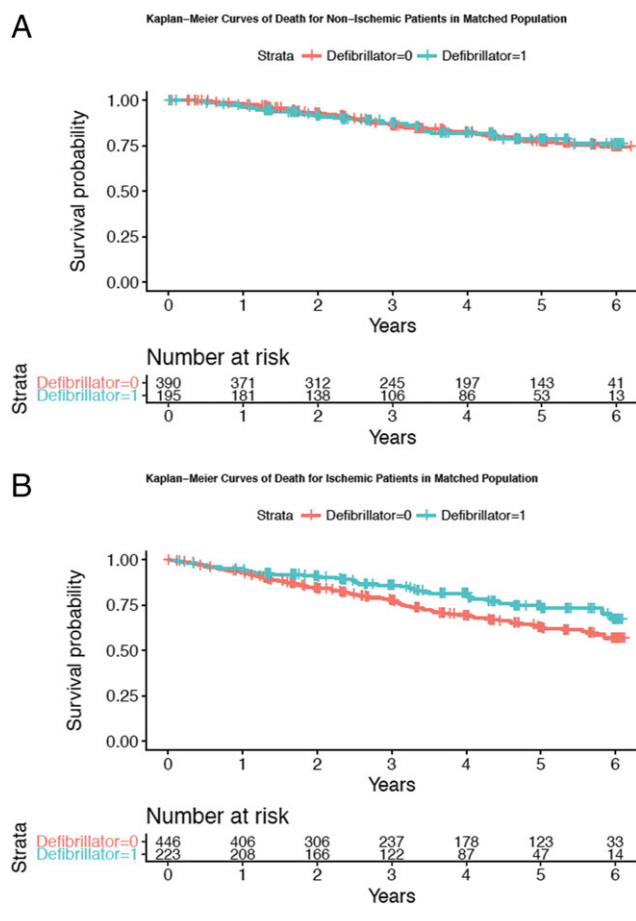 A
Kaplan−Meier Curves of Death for Non−Ischemic Patients in Matched Population
Strata Defibrillator=0 Defibrillator=1
Survival probability
1.00
0.75
0.50
0.25
0.00
0 1 2 3 4 5 6
Years
Number at risk
Strata
Defibrillator=0 390 371 312 245 197 143 41
Defibrillator=1 195 181 138 106 86 53 13
0 1 2 3 4 5 6
Years
B
Kaplan−Meier Curves of Death for Ischemic Patients in Matched Population
Strata Defibrillator=0 Defibrillator=1
Survival probability
1.00
0.75
0.50
0.25
0.00
0 1 2 3 4 5 6
Years
Number at risk
Strata
Defibrillator=0 446 406 306 237 178 123 33
Defibrillator=1 223 208 166 122 87 47 14
0 1 2 3 4 5 6
Years